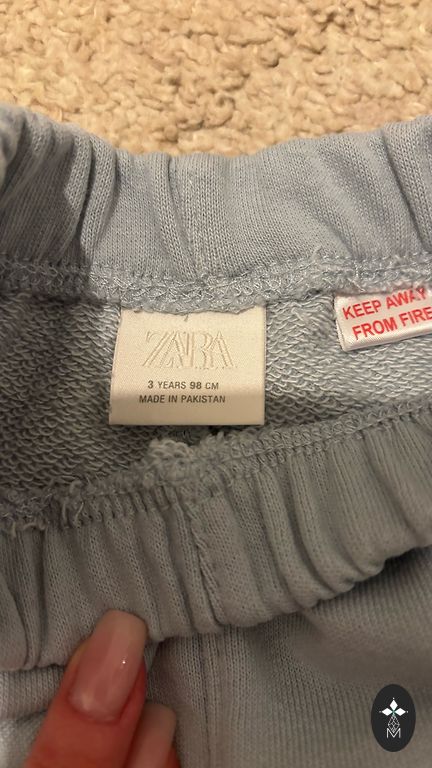 ZARA
3 YEARS 98 CM
MADE IN PAKISTAN
KEEP AWAY
FROM FIRE
M